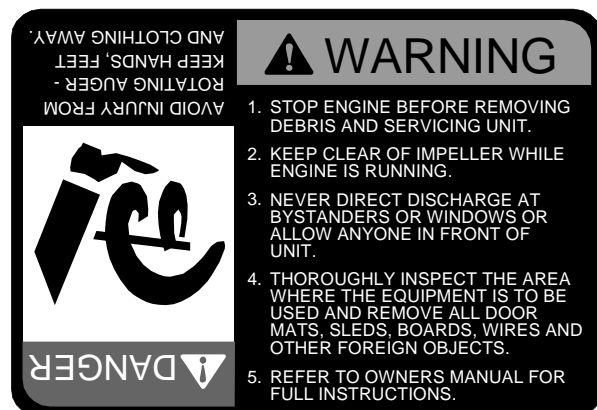 DANGER
AVOID INJURY FROM
ROTATING AUGER -
KEEP HANDS, FEET
AND CLOTHING AWAY.
WARNING
1. STOP ENGINE BEFORE REMOVING
DEBRIS AND SERVICING UNIT.
2. KEEP CLEAR OF IMPELLER WHILE
ENGINE IS RUNNING.
3. NEVER DIRECT DISCHARGE AT
BYSTANDERS OR WINDOWS OR
ALLOW ANYONE IN FRONT OF
UNIT.
4. THOROUGHLY INSPECT THE AREA
WHERE THE EQUIPMENT IS TO BE
USED AND REMOVE ALL DOOR
MATS, SLEDS, BOARDS, WIRES AND
OTHER FOREIGN OBJECTS.
5. REFER TO OWNERS MANUAL FOR
FULL INSTRUCTIONS.